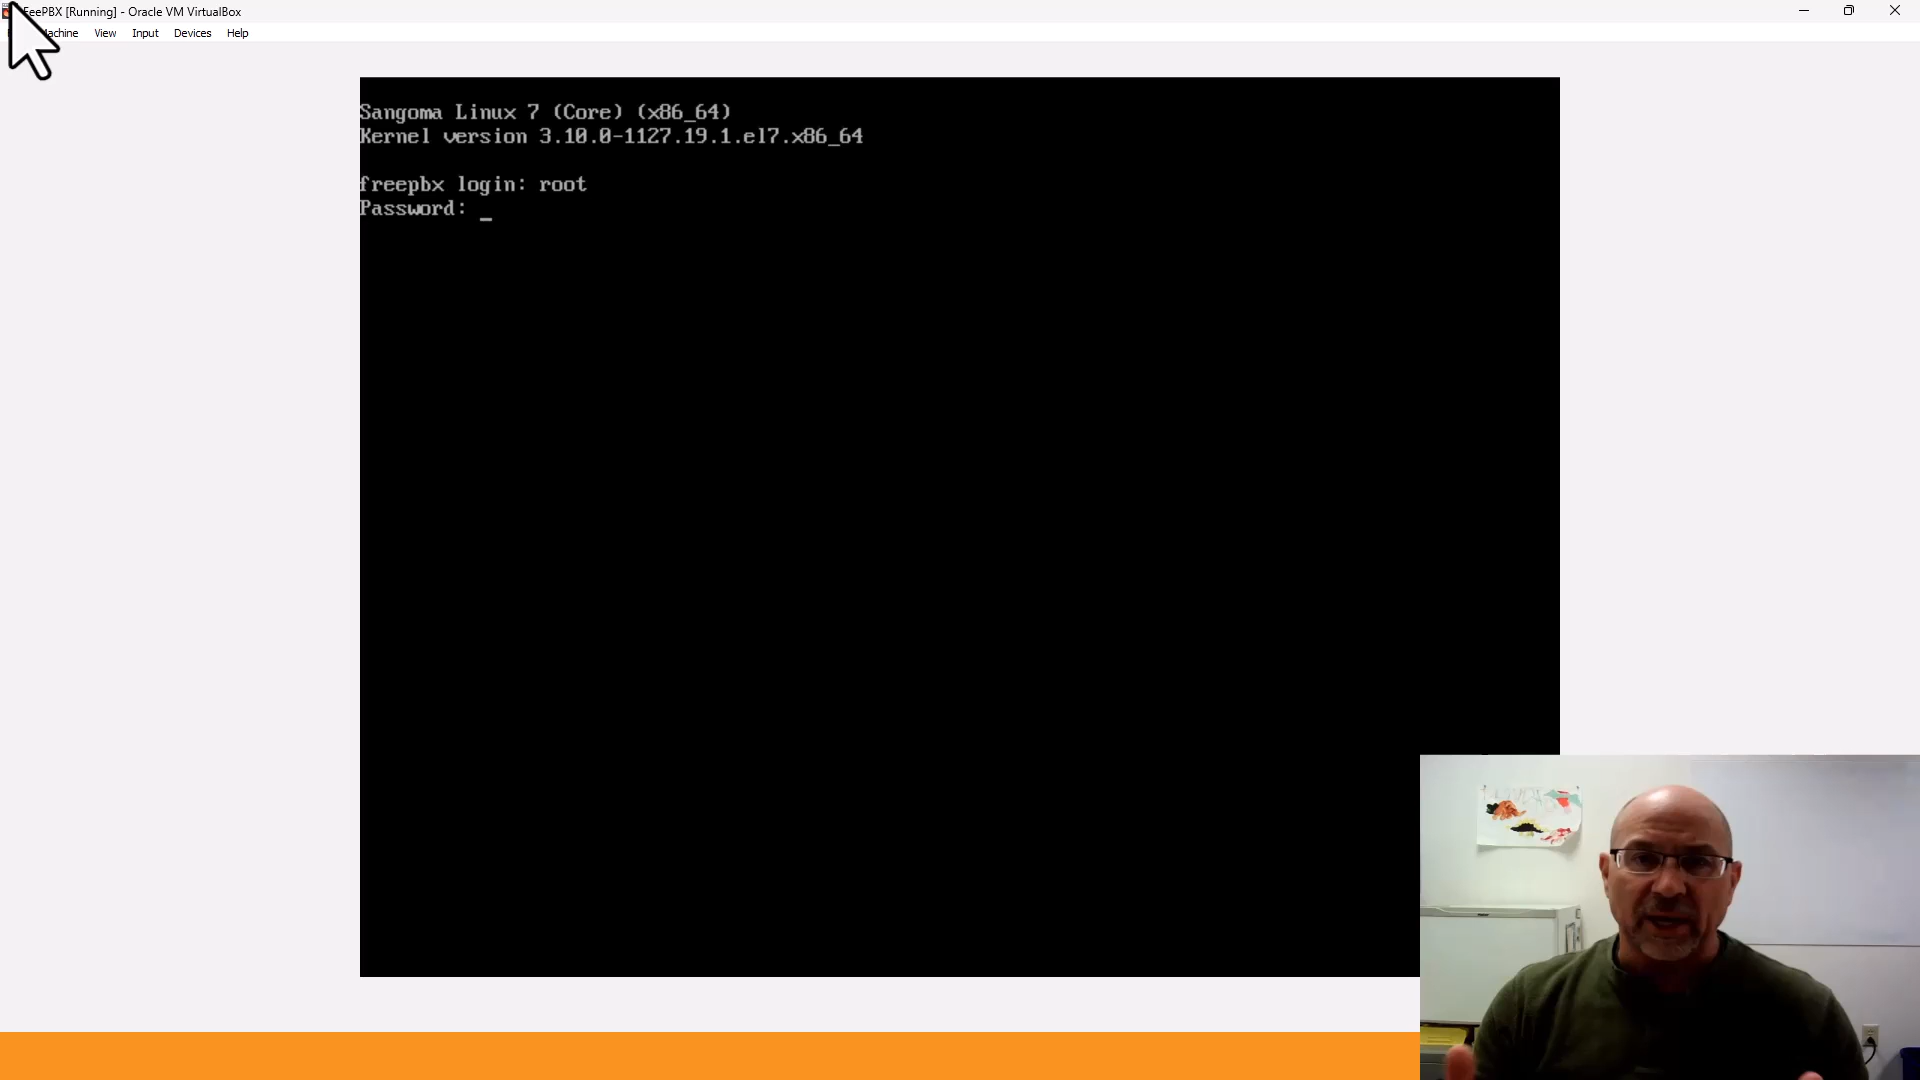 eePBX [Running] - Oracle VM VirtualBox
achine View Input Devices Help
Sangoma Linux 7 (Core) (x86_64)
Kernel version 3.10.0-1127.19.1.el7.x86_64
freepbx login: root
Password: _